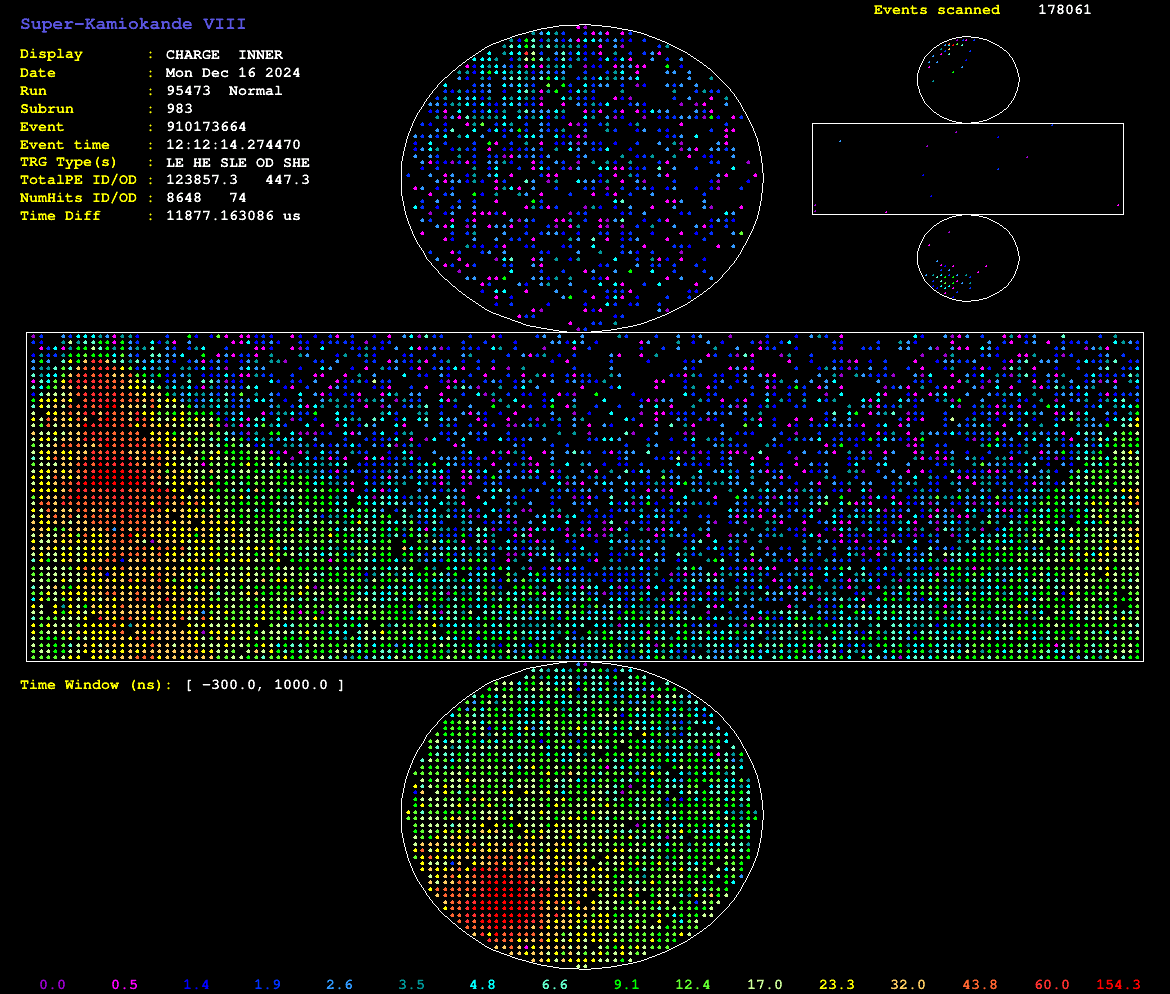 Super-Kamiokande VIII
Events scanned 178061
Display : CHARGE INNER
Date : Mon Dec 16 2024
Run : 95473 Normal
Subrun : 983
Event : 910173664
Event time : 12:12:14.274470
TRG Type(s) : LE HE SLE OD SHE
TotalPE ID/OD : 123857.3 447.3
NumHits ID/OD : 8648 74
Time Diff : 11877.163086 us
Time Window (ns): [ −300.0, 1000.0 ]
0.0 0.5 1.4 1.9 2.6 3.5 4.8 6.6 9.1 12.4 17.0 23.3 32.0 43.8 60.0 154.3